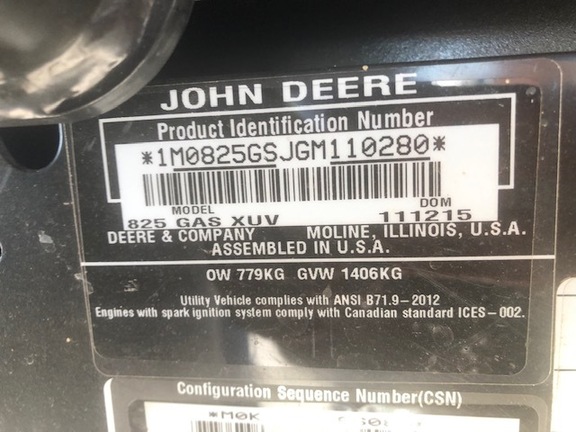 JOHN DEERE
Product Identification Number
*1M0825GSJGM110280*
MODEL DOM
825 GAS XUV 111215
DEERE & COMPANY MOLINE, ILLINOIS, U.S.A.
ASSEMBLED IN U.S.A.
OW 779KG GVW 1406KG
Utility Vehicle complies with ANSI B71.9-2012
Engines with spark ignition system comply with Canadian standard ICES-002.
Configuration Sequence Number(CSN)
*M0K